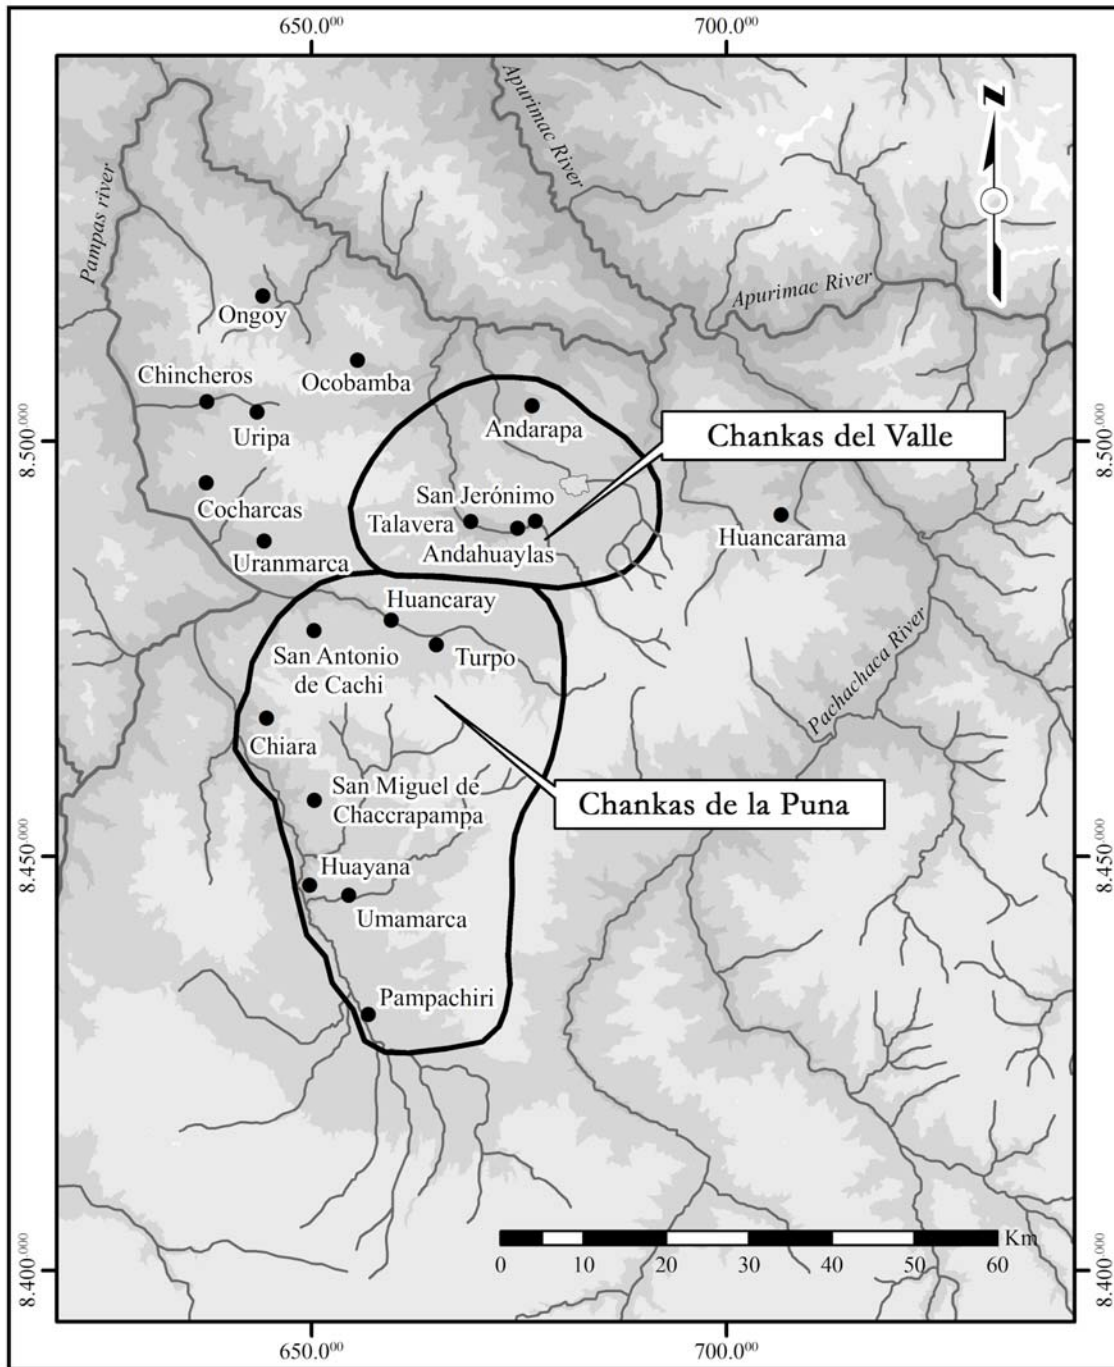 650.000
700.000
Apurimac River
N
Pampas river
Apurimac River
Ongoy
Ocobamba
Chincheros
Uripa
8.500.000
8.500.000
Andarapa
Chankas del Valle
Cocharcas
San Jerónimo
Talavera
Andahuaylas
Huancarama
Uranmarca
Huancaray
San Antonio
de Cachi
Turpo
Pachachaca River
Chiara
San Miguel de
Chaccrapampa
Chankas de la Puna
8.450.000
8.450.000
Huayana
Umamarca
Pampachiri
Km
0 10 20 30 40 50 60
8.400.000
8.400.000
650.000
700.000